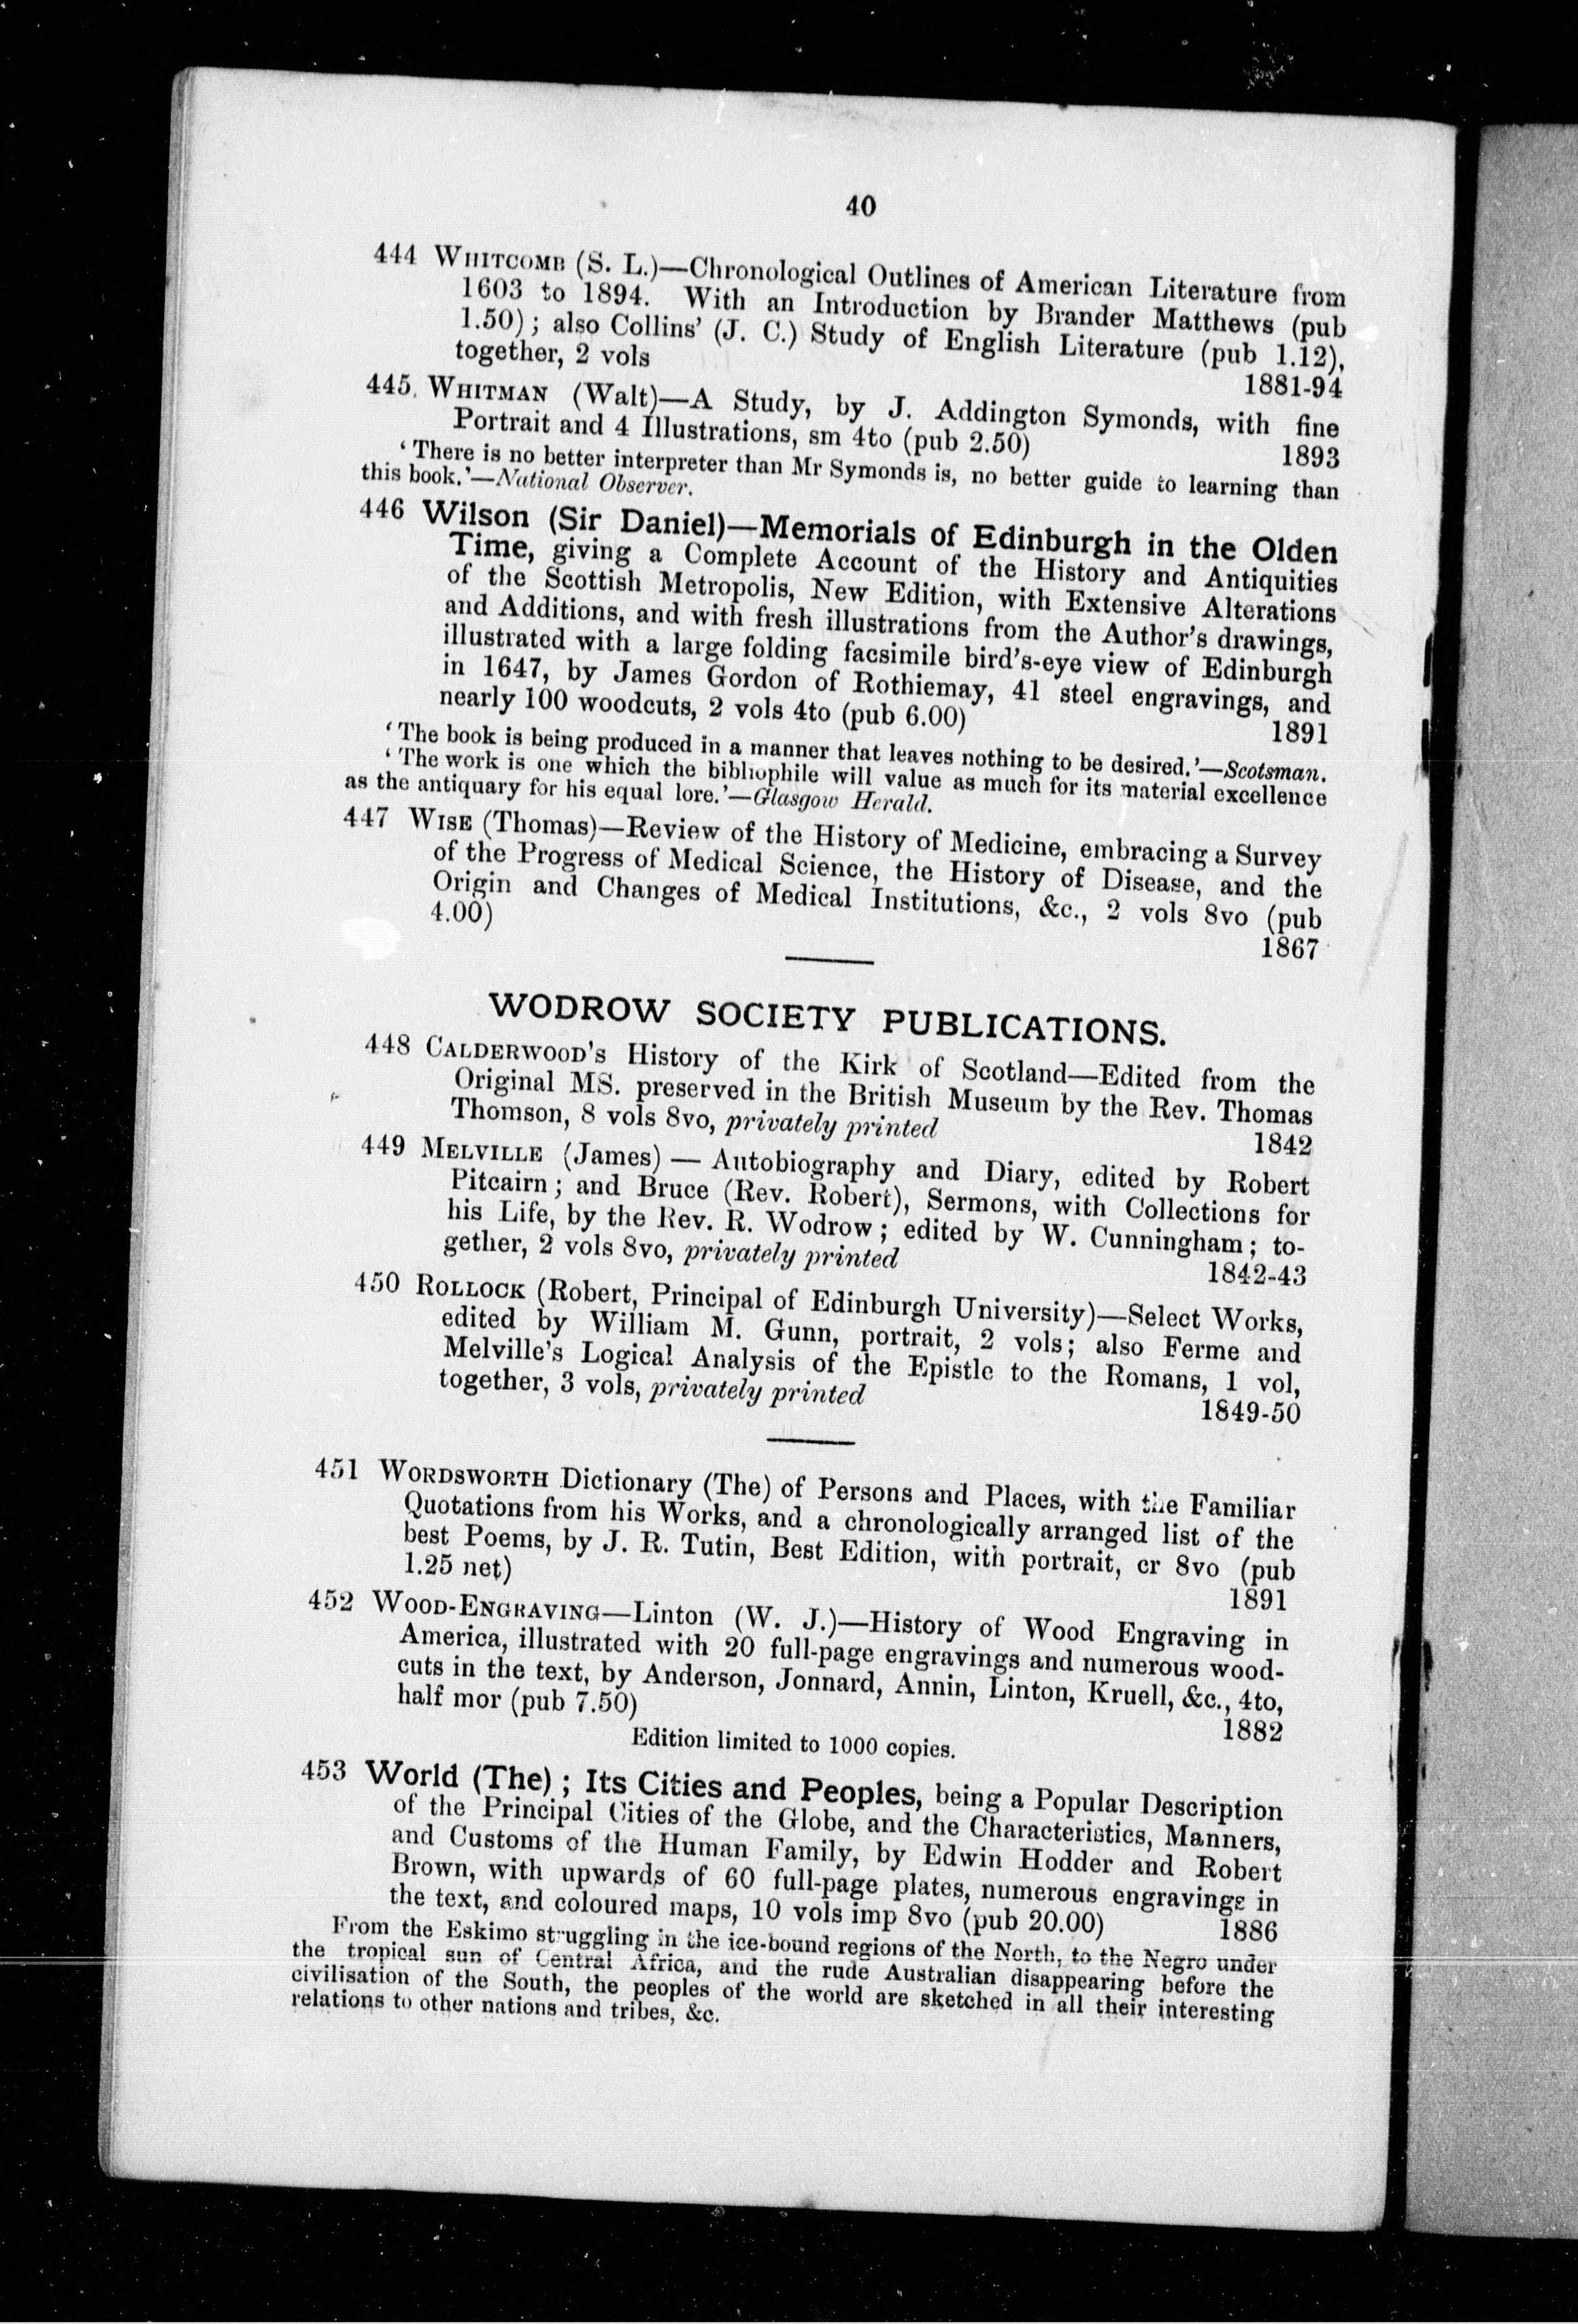 40
444 WHITCOMB (S. L.)—Chronological Outlines of American Literature from
1603 to 1894. With an Introduction by Brander Matthews (pub
1.50); also Collins' (J. C.) Study of English Literature (pub 1.12),
together, 2 vols 1881-94
445. WHITMAN (Walt)—A Study, by J. Addington Symonds, with fine
Portrait and 4 Illustrations, sm 4to (pub 2.50) 1893
'There is no better interpreter than Mr Symonds is, no better guide to learning than
this book.'—National Observer.
446 Wilson (Sir Daniel)—Memorials of Edinburgh in the Olden
Time, giving a Complete Account of the History and Antiquities
of the Scottish Metropolis, New Edition, with Extensive Alterations
and Additions, and with fresh illustrations from the Author's drawings,
illustrated with a large folding facsimile bird's-eye view of Edinburgh
in 1647, by James Gordon of Rothiemay, 41 steel engravings, and
nearly 100 woodcuts, 2 vols 4to (pub 6.00) 1891
'The book is being produced in a manner that leaves nothing to be desired.'—Scotsman.
'The work is one which the bibliophile will value as much for its material excellence
as the antiquary for his equal lore.'—Glasgow Herald.
447 WISE (Thomas)—Review of the History of Medicine, embracing a Survey
of the Progress of Medical Science, the History of Disease, and the
Origin and Changes of Medical Institutions, &c., 2 vols 8vo (pub
4.00) 1867
WODROW SOCIETY PUBLICATIONS.
448 CALDERWOOD'S History of the Kirk of Scotland—Edited from the
Original MS. preserved in the British Museum by the Rev. Thomas
Thomson, 8 vols 8vo, privately printed 1842
449 MELVILLE (James) — Autobiography and Diary, edited by Robert
Pitcairn; and Bruce (Rev. Robert), Sermons, with Collections for
his Life, by the Rev. R. Wodrow; edited by W. Cunningham; to-
gether, 2 vols 8vo, privately printed 1842-43
450 ROLLOCK (Robert, Principal of Edinburgh University)—Select Works,
edited by William M. Gunn, portrait, 2 vols; also Ferme and
Melville's Logical Analysis of the Epistle to the Romans, 1 vol,
together, 3 vols, privately printed 1849-50
451 WORDSWORTH Dictionary (The) of Persons and Places, with the Familiar
Quotations from his Works, and a chronologically arranged list of the
best Poems, by J. R. Tutin, Best Edition, with portrait, cr 8vo (pub
1.25 net) 1891
452 WOOD-ENGRAVING—Linton (W. J.)—History of Wood Engraving in
America, illustrated with 20 full-page engravings and numerous wood-
cuts in the text, by Anderson, Jonnard, Annin, Linton, Kruell, &c., 4to,
half mor (pub 7.50) 1882
Edition limited to 1000 copies.
453 World (The); Its Cities and Peoples, being a Popular Description
of the Principal Cities of the Globe, and the Characteristics, Manners,
and Customs of the Human Family, by Edwin Hodder and Robert
Brown, with upwards of 60 full-page plates, numerous engravings in
the text, and coloured maps, 10 vols imp 8vo (pub 20.00) 1886
From the Eskimo struggling in the ice-bound regions of the North, to the Negro under
the tropical sun of Central Africa, and the rude Australian disappearing before the
civilisation of the South, the peoples of the world are sketched in all their interesting
relations to other nations and tribes, &c.